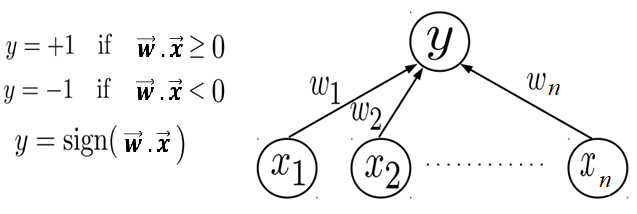 y = +1 if w⃗ . x⃗ ≥ 0
y = −1 if w⃗ . x⃗ < 0
y = sign( w⃗ . x⃗ )
y
w₁
w₂
wₙ
x₁ x₂ ............ xₙ